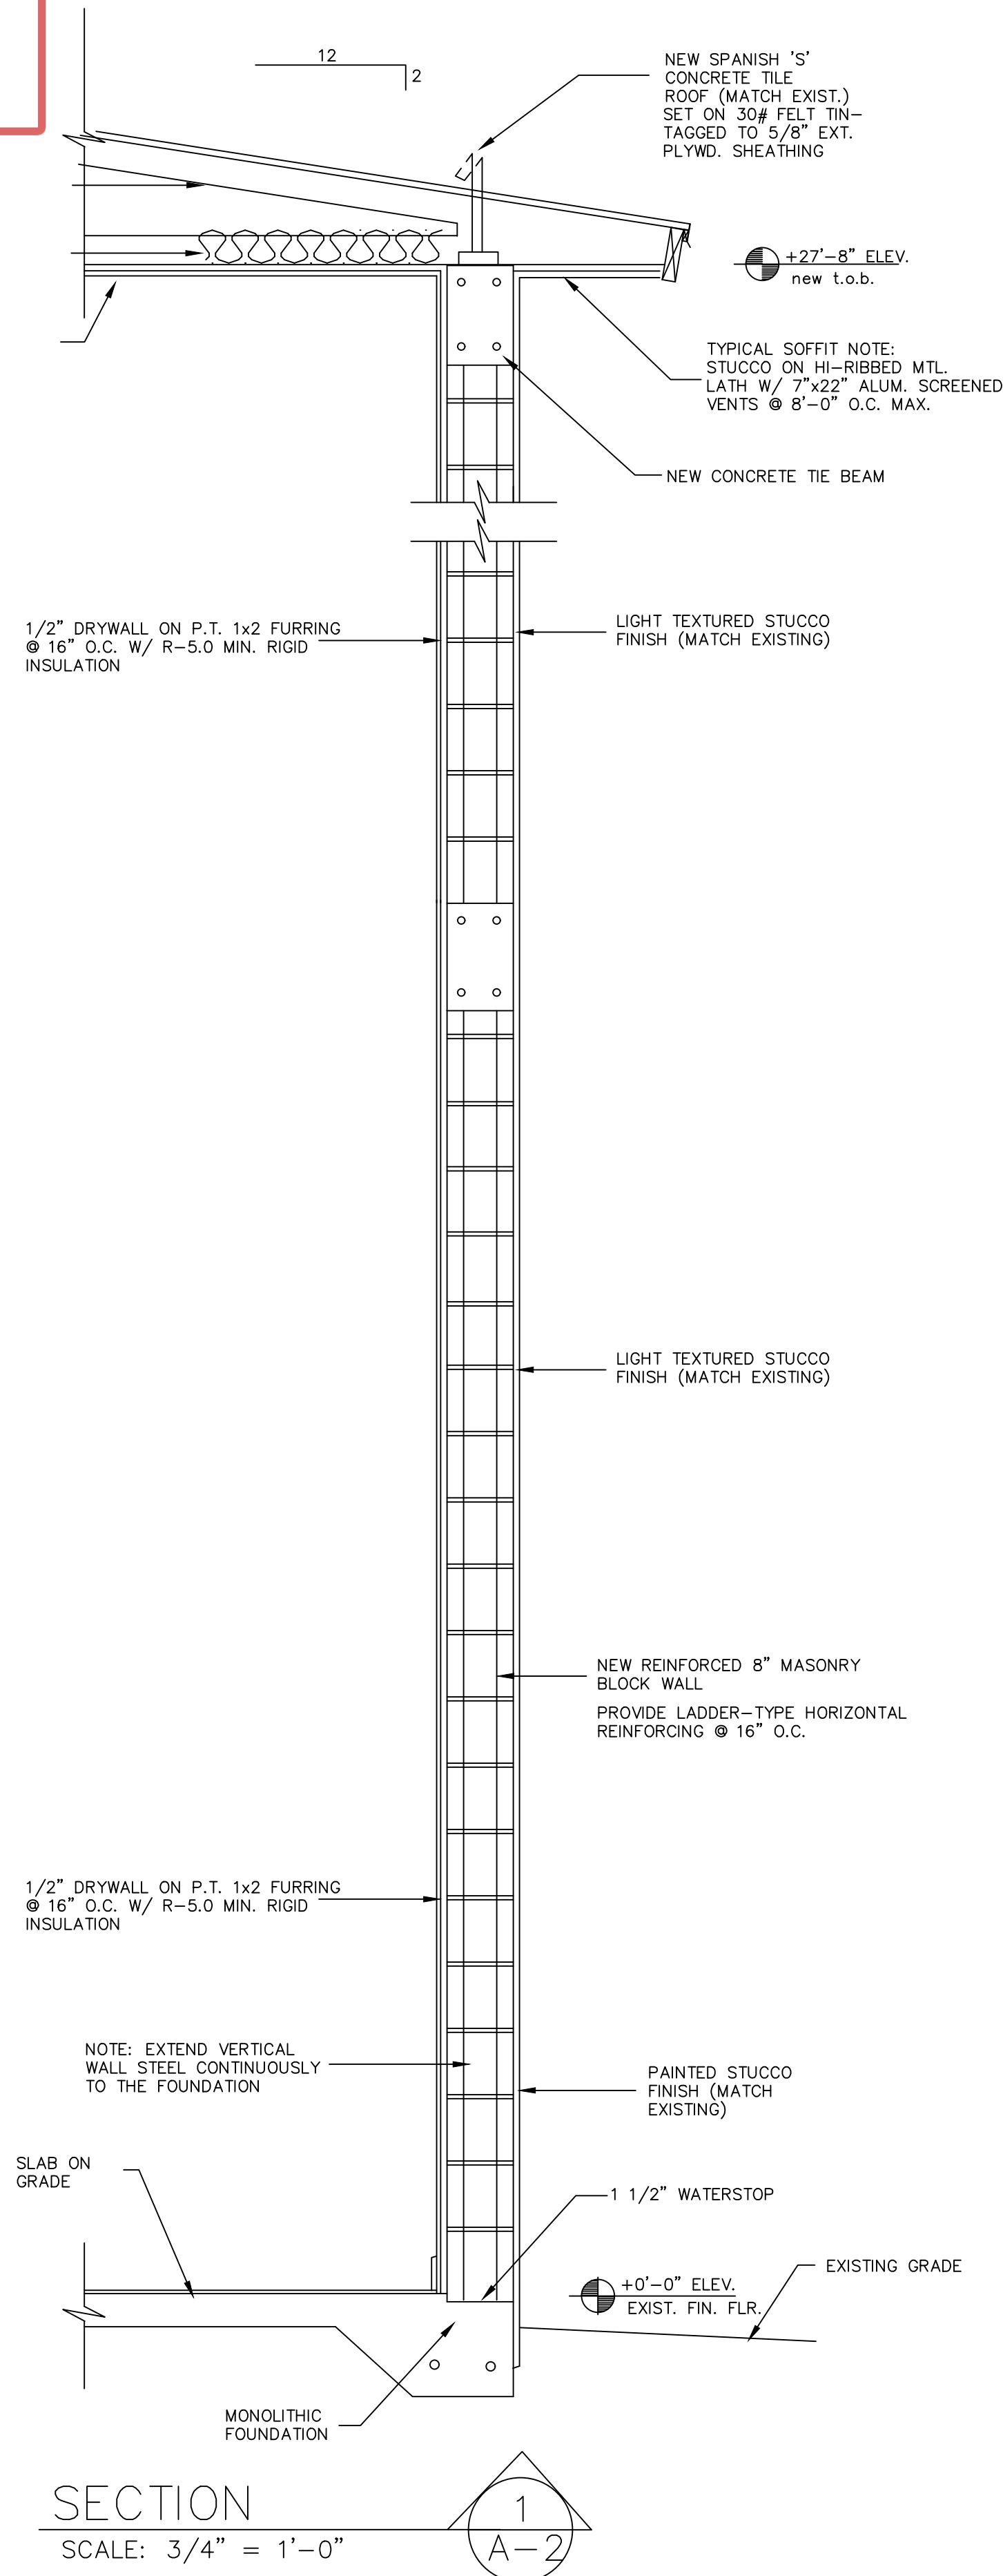 12
2
NEW SPANISH 'S'
CONCRETE TILE
ROOF (MATCH EXIST.)
SET ON 30# FELT TIN-
TAGGED TO 5/8" EXT.
PLYWD. SHEATHING
+27'-8" ELEV.
new t.o.b.
TYPICAL SOFFIT NOTE:
STUCCO ON HI-RIBBED MTL.
LATH W/ 7"x22" ALUM. SCREENED
VENTS @ 8'-0" O.C. MAX.
NEW CONCRETE TIE BEAM
1/2" DRYWALL ON P.T. 1x2 FURRING
@ 16" O.C. W/ R-5.0 MIN. RIGID
INSULATION
LIGHT TEXTURED STUCCO
FINISH (MATCH EXISTING)
LIGHT TEXTURED STUCCO
FINISH (MATCH EXISTING)
NEW REINFORCED 8" MASONRY
BLOCK WALL
PROVIDE LADDER-TYPE HORIZONTAL
REINFORCING @ 16" O.C.
1/2" DRYWALL ON P.T. 1x2 FURRING
@ 16" O.C. W/ R-5.0 MIN. RIGID
INSULATION
NOTE: EXTEND VERTICAL
WALL STEEL CONTINUOUSLY
TO THE FOUNDATION
PAINTED STUCCO
FINISH (MATCH
EXISTING)
SLAB ON
GRADE
1 1/2" WATERSTOP
EXISTING GRADE
+0'-0" ELEV.
EXIST. FIN. FLR.
MONOLITHIC
FOUNDATION
SECTION
SCALE: 3/4" = 1'-0"
1
A-2